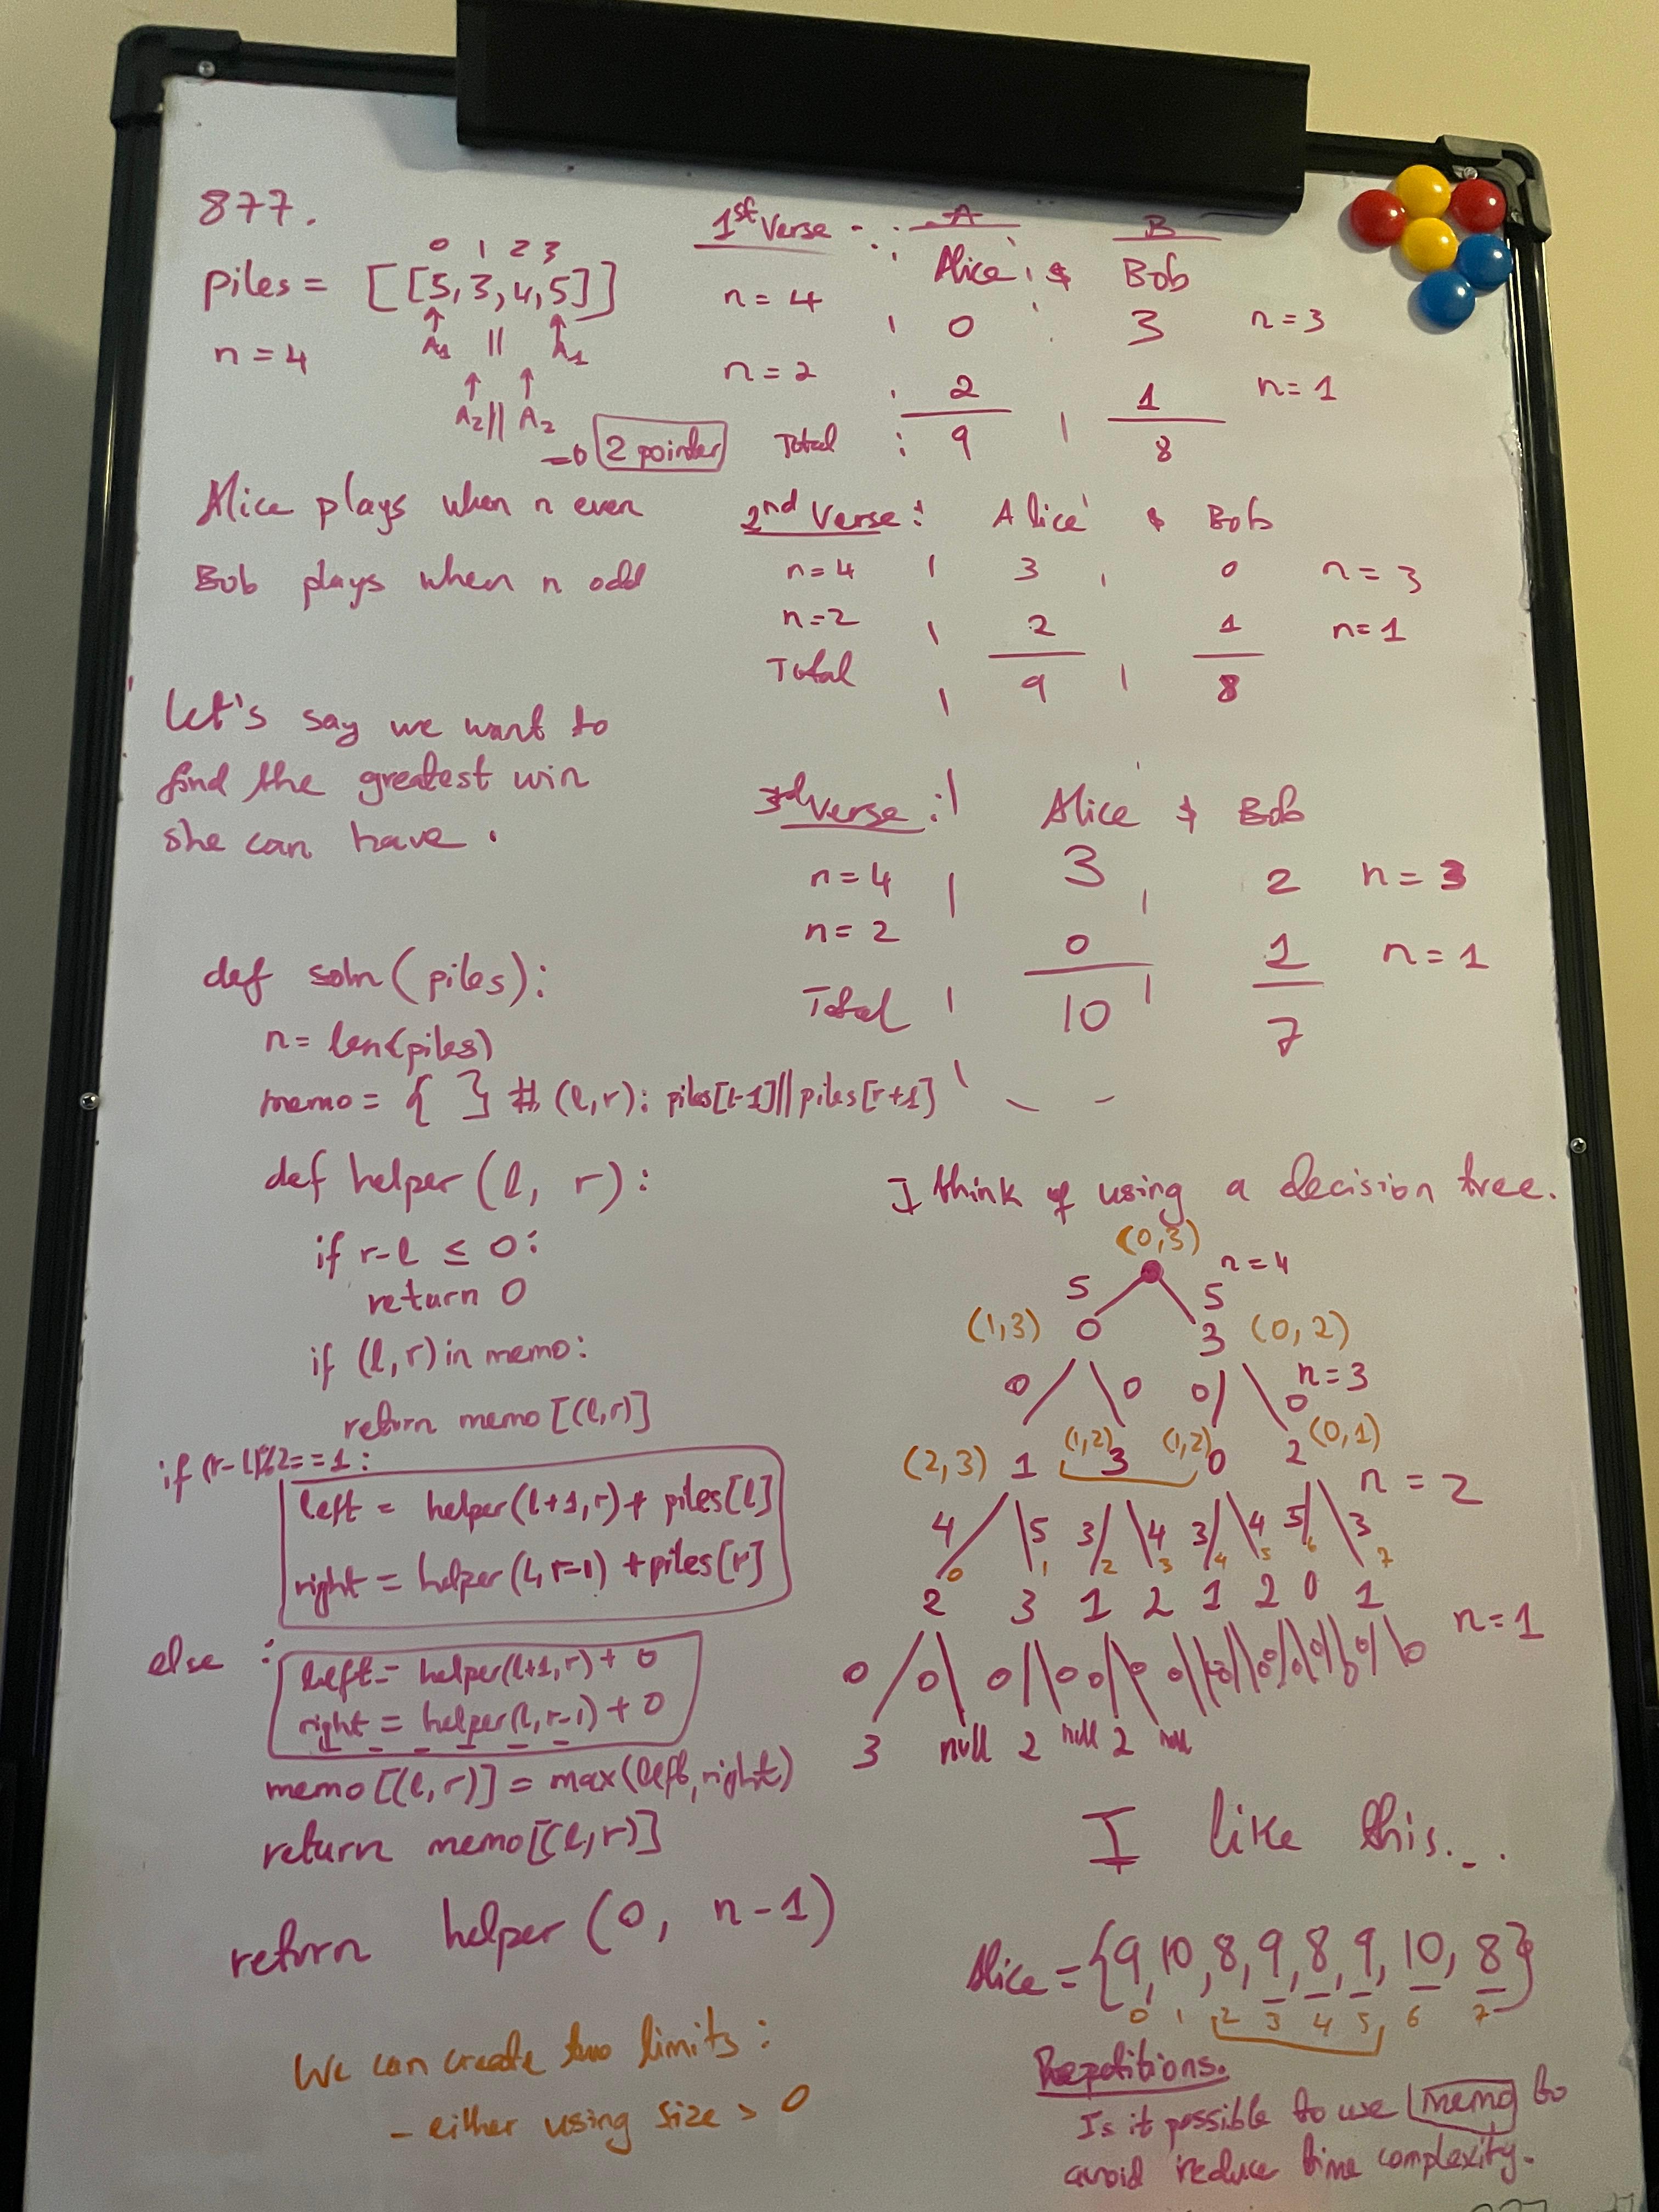 877.
0 1 2 3
piles = [[5,3,4,5]]
n = 4
A1 || A1
A2 || A2
2 pointer
Alice plays when n even
Bob plays when n odd
Let's say we want to
find the greatest win
she can have.
def soln(piles):
n = len(piles)
memo = { } # (l,r): piles[l-1]||piles[r+1]
def helper(l, r):
if r-l ≤ 0:
return 0
if (l,r) in memo:
return memo[(l,r)]
if (r-l)%2==1:
left = helper(l+1,r)+ piles[l]
right = helper(l,r-1) +piles[r]
else :
left = helper(l+1,r)+ 0
right = helper(l,r-1)+ 0
memo[(l,r)] = max(left,right)
return memo[(l,r)]
return helper(0, n-1)
We can create two limits:
- either using size > 0
1st Verse : A B
Alice & Bob
n = 4 0 3 n=3
n = 2 2 1 n=1
Total : 9 8
2nd Verse: Alice & Bob
n=4 3 0 n=3
n=2 2 1 n=1
Total 9 8
3rd Verse: Alice & Bob
n=4 3 2 n=3
n=2 0 1 n=1
Total 10 7
I think of using a decision tree.
(0,3)
5 5 n=4
(1,3) 0 3 (0,2)
0 0 0 0 n=3
(2,3) 1 (1,2) 3 (1,2) 0 2 (0,1)
n=2
4 5 3 4 3 4 5 3
0 1 2 3 4 5 6 7
2 3 1 2 1 2 0 1
n=1
0 0 0 0 0 0 0 0 0 0 0 0
3 null 2 null 2 null
I like this...
Alice = {9,10,8,9,8,9,10,8}
0 1 2 3 4 5 6 7
Repetitions.
Is it possible to use memo to
avoid reduce time complexity.